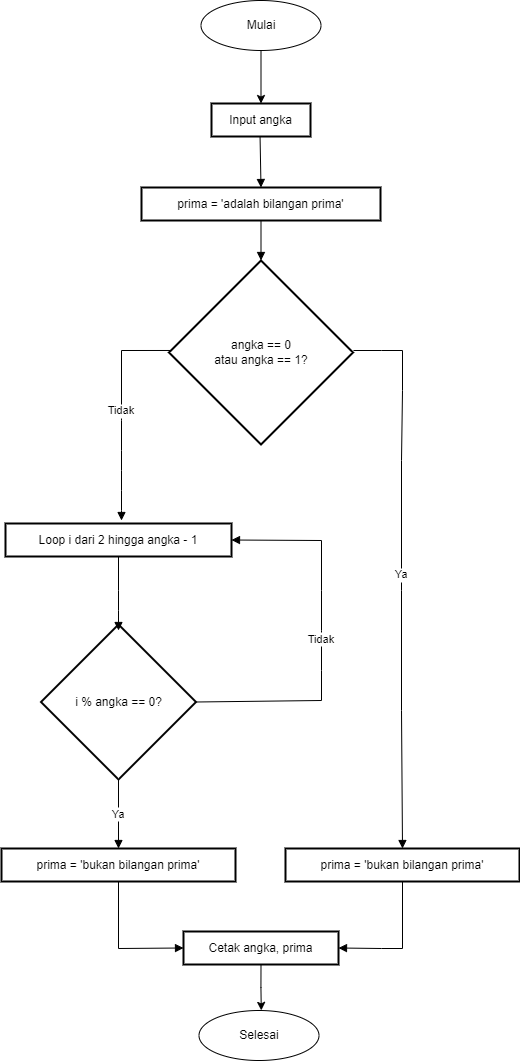 Mulai
Input angka
prima = 'adalah bilangan prima'
angka == 0
atau angka == 1?
Tidak
Loop i dari 2 hingga angka - 1
Ya
Tidak
i % angka == 0?
Ya
prima = 'bukan bilangan prima'
prima = 'bukan bilangan prima'
Cetak angka, prima
Selesai